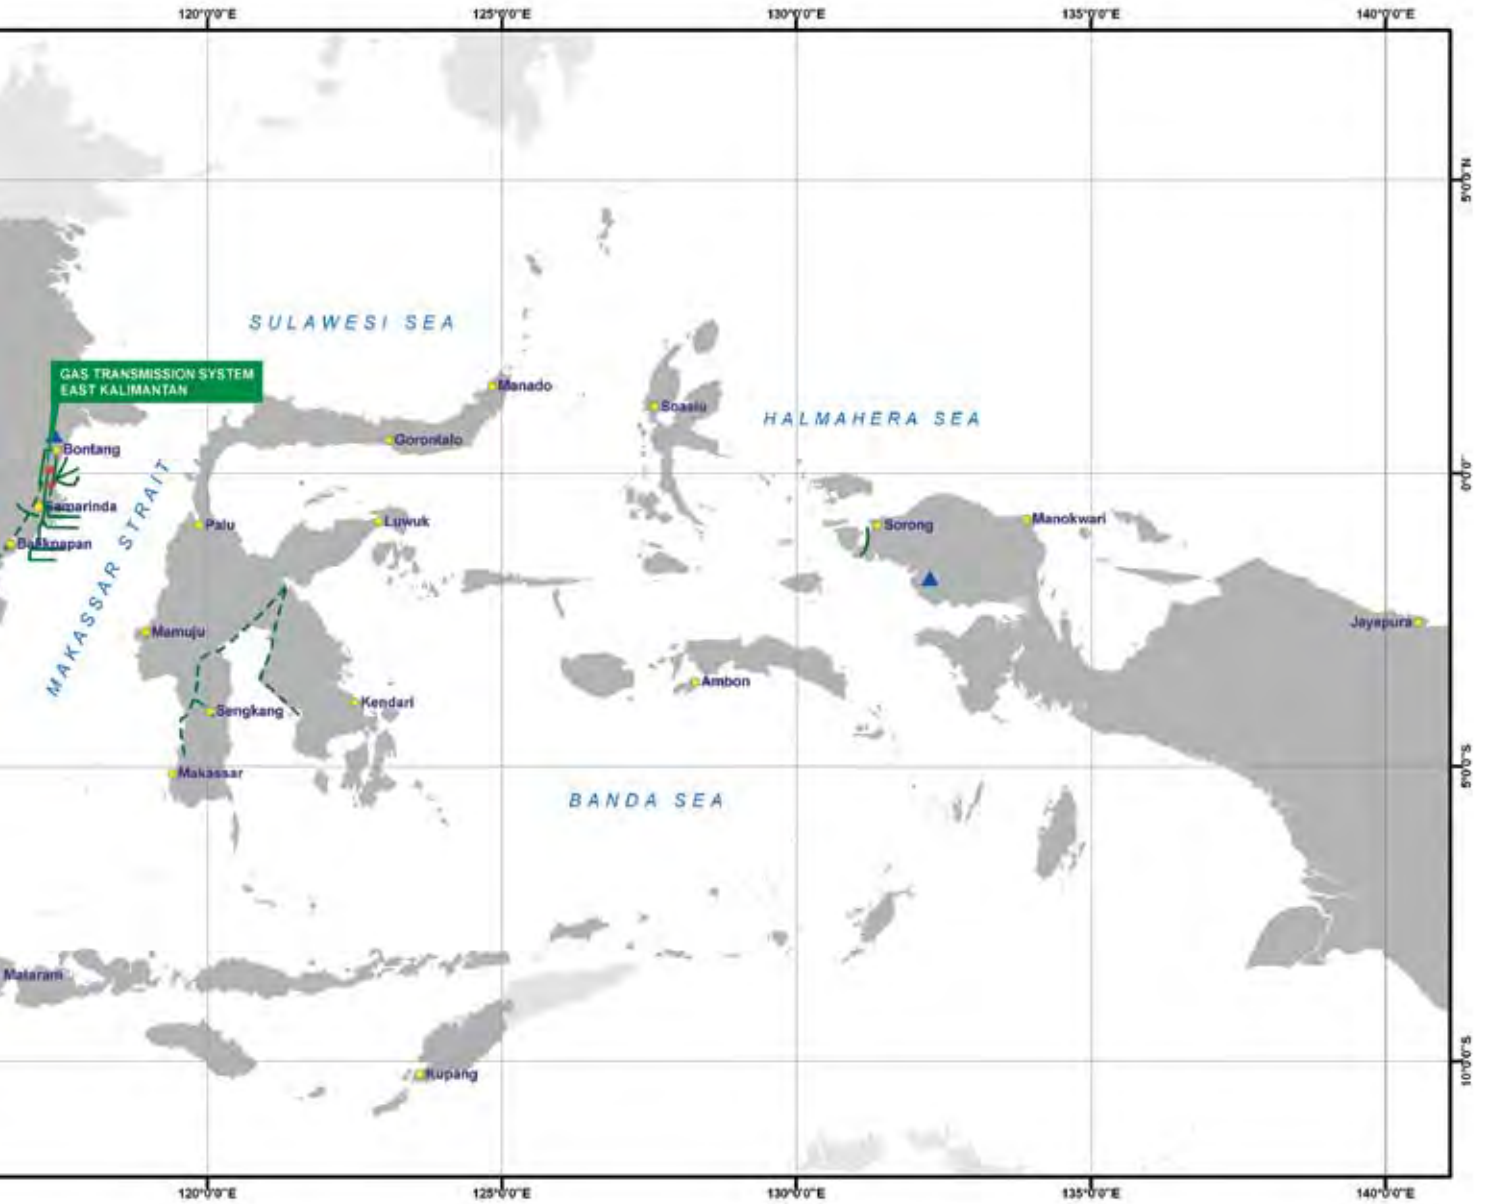 120°0'0"E 125°0'0"E 130°0'0"E 135°0'0"E 140°0'0"E
5°0'0"N
SULAWESI SEA
GAS TRANSMISSION SYSTEM
EAST KALIMANTAN
Manado
Soasiu
HALMAHERA SEA
Gorontalo
Bontang
0°0'0"
MAKASSAR STRAIT
Samarinda
Palu
Luwuk
Sorong
Manokwari
Balikpapan
Mamuju
Jayapura
Ambon
Sengkang
Kendari
Makassar
5°0'0"S
BANDA SEA
Mataram
Kupang
10°0'0"S
120°0'0"E 125°0'0"E 130°0'0"E 135°0'0"E 140°0'0"E